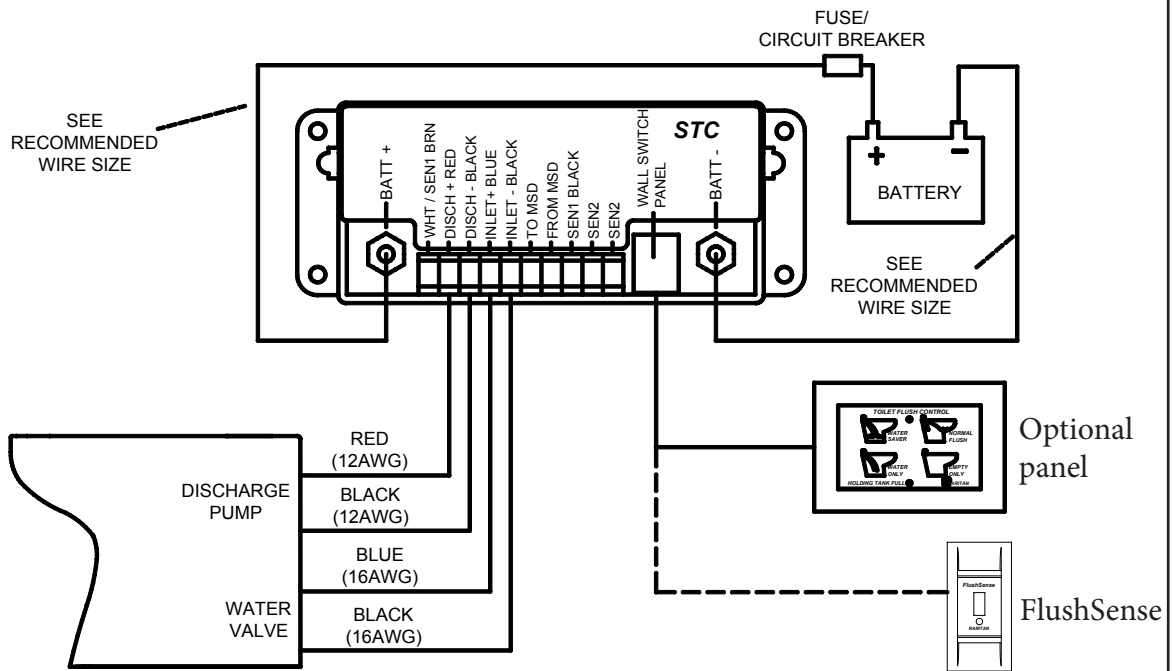 FUSE/
CIRCUIT BREAKER
SEE
RECOMMENDED
WIRE SIZE
STC
BATT +
WHT / SEN1 BRN
DISCH + RED
DISCH - BLACK
INLET+ BLUE
INLET - BLACK
TO MSD
FROM MSD
SEN1 BLACK
SEN2
SEN2
WALL SWITCH
PANEL
BATT -
+ –
BATTERY
SEE
RECOMMENDED
WIRE SIZE
RED
(12AWG)
DISCHARGE
PUMP
BLACK
(12AWG)
BLUE
(16AWG)
WATER
VALVE
BLACK
(16AWG)
TOILET FLUSH CONTROL
WATER
SAVER
NORMAL
FLUSH
WATER
ONLY
EMPTY
ONLY
HOLDING TANK FULL
RARITAN
Optional
panel
FlushSense
RARITAN
FlushSense